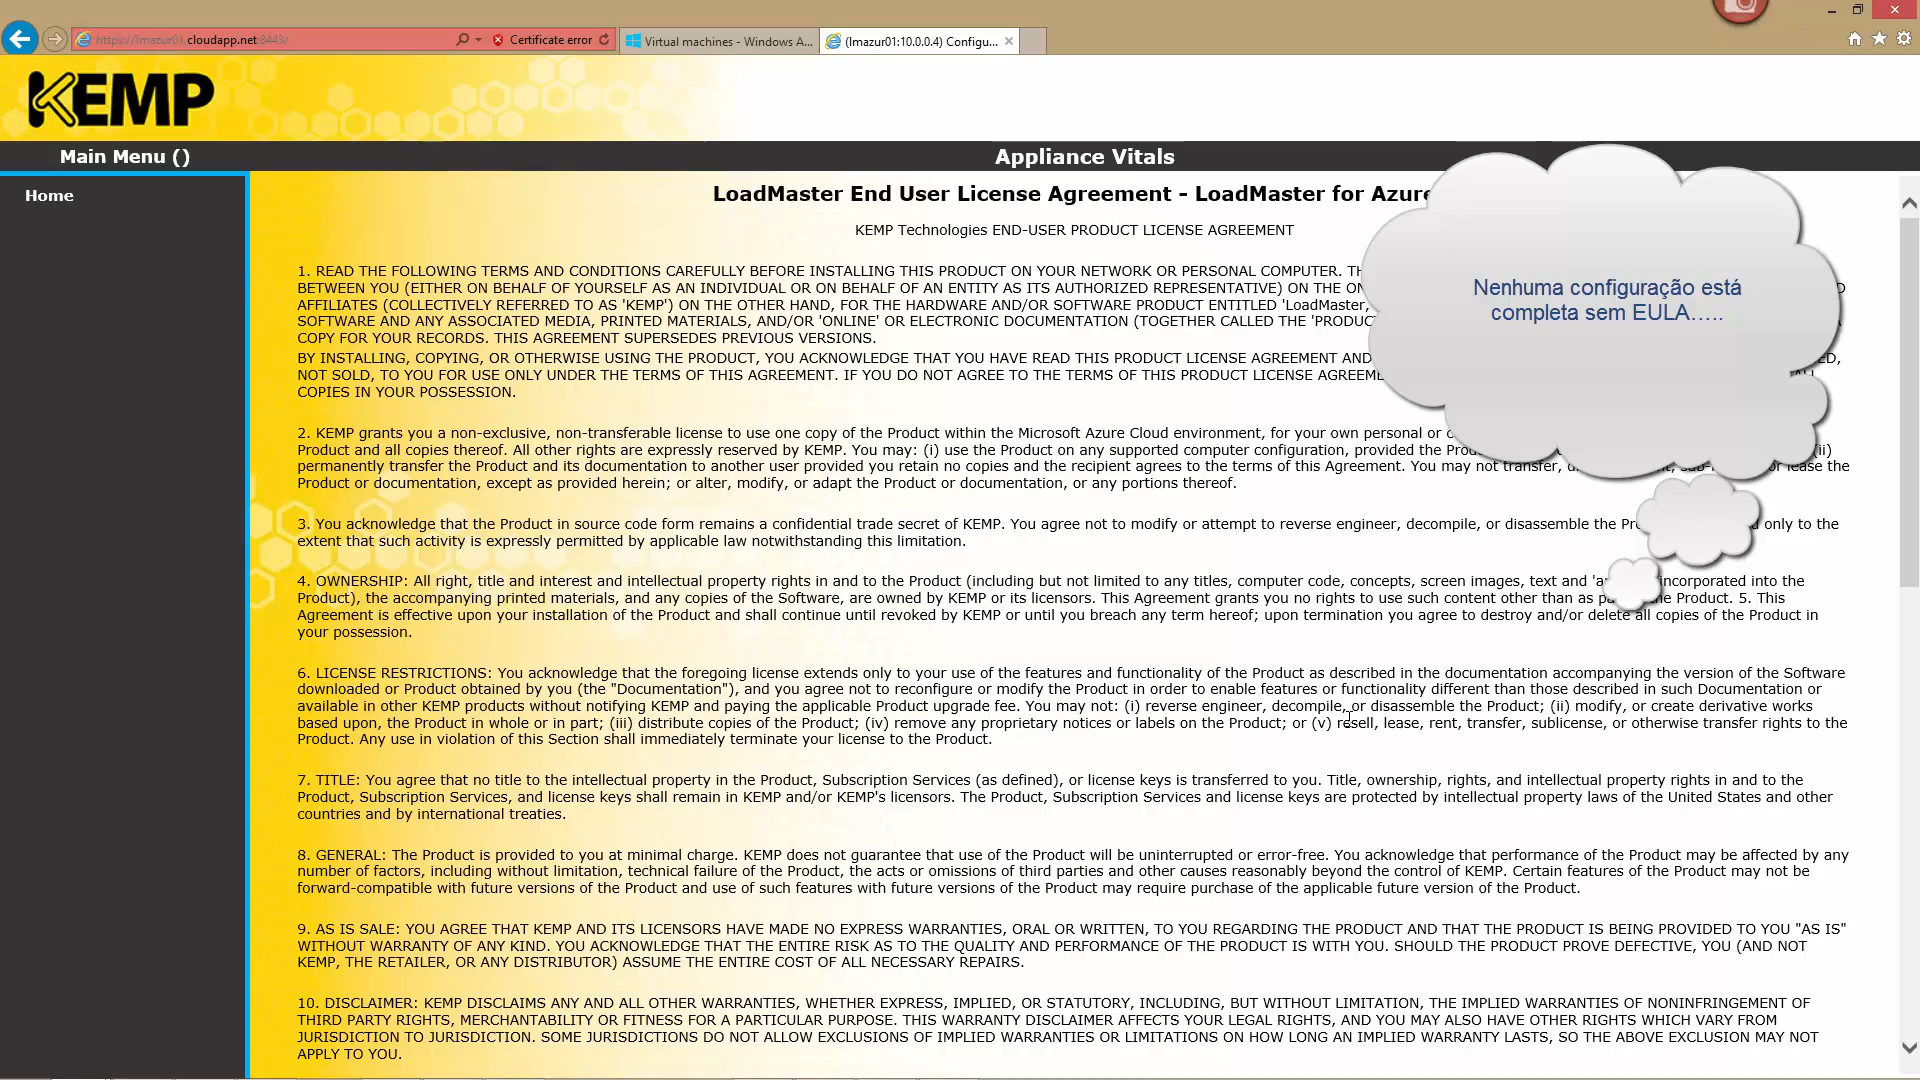 https://lmazur01.cloudapp.net:8443/
Certificate error
Virtual machines - Windows A...
(lmazur01:10.0.0.4) Configu...
KEMP
Main Menu ()
Appliance Vitals
Home
LoadMaster End User License Agreement - LoadMaster for Azure
KEMP Technologies END-USER PRODUCT LICENSE AGREEMENT
Nenhuma configuração está
completa sem EULA…..
1. READ THE FOLLOWING TERMS AND CONDITIONS CAREFULLY BEFORE INSTALLING THIS PRODUCT ON YOUR NETWORK OR PERSONAL COMPUTER.
BETWEEN YOU (EITHER ON BEHALF OF YOURSELF AS AN INDIVIDUAL OR ON BEHALF OF AN ENTITY AS ITS AUTHORIZED REPRESENTATIVE) ON THE
AFFILIATES (COLLECTIVELY REFERRED TO AS 'KEMP') ON THE OTHER HAND, FOR THE HARDWARE AND/OR SOFTWARE PRODUCT ENTITLED 'LoadMaster,
SOFTWARE AND ANY ASSOCIATED MEDIA, PRINTED MATERIALS, AND/OR 'ONLINE' OR ELECTRONIC DOCUMENTATION (TOGETHER CALLED THE
COPY FOR YOUR RECORDS. THIS AGREEMENT SUPERSEDES PREVIOUS VERSIONS.
BY INSTALLING, COPYING, OR OTHERWISE USING THE PRODUCT, YOU ACKNOWLEDGE THAT YOU HAVE READ THIS PRODUCT LICENSE AGREEMENT AND
NOT SOLD, TO YOU FOR USE ONLY UNDER THE TERMS OF THIS AGREEMENT. IF YOU DO NOT AGREE TO THE TERMS OF THIS PRODUCT LICENSE
COPIES IN YOUR POSSESSION.
2. KEMP grants you a non-exclusive, non-transferable license to use one copy of the Product within the Microsoft Azure Cloud environment, for your own personal or
Product and all copies thereof. All other rights are expressly reserved by KEMP. You may: (i) use the Product on any supported computer configuration, provided the (ii)
permanently transfer the Product and its documentation to another user provided you retain no copies and the recipient agrees to the terms of this Agreement. You may not transfer, or lease the
Product or documentation, except as provided herein; or alter, modify, or adapt the Product or documentation, or any portions thereof.
3. You acknowledge that the Product in source code form remains a confidential trade secret of KEMP. You agree not to modify or attempt to reverse engineer, decompile, or disassemble the only to the
extent that such activity is expressly permitted by applicable law notwithstanding this limitation.
4. OWNERSHIP: All right, title and interest and intellectual property rights in and to the Product (including but not limited to any titles, computer code, concepts, screen images, text and incorporated into the
Product), the accompanying printed materials, and any copies of the Software, are owned by KEMP or its licensors. This Agreement grants you no rights to use such content other than as the Product. 5. This
Agreement is effective upon your installation of the Product and shall continue until revoked by KEMP or until you breach any term hereof; upon termination you agree to destroy and/or delete all copies of the Product in
your possession.
6. LICENSE RESTRICTIONS: You acknowledge that the foregoing license extends only to your use of the features and functionality of the Product as described in the documentation accompanying the version of the Software
downloaded or Product obtained by you (the "Documentation"), and you agree not to reconfigure or modify the Product in order to enable features or functionality different than those described in such Documentation or
available in other KEMP products without notifying KEMP and paying the applicable Product upgrade fee. You may not: (i) reverse engineer, decompile, or disassemble the Product; (ii) modify, or create derivative works
based upon, the Product in whole or in part; (iii) distribute copies of the Product; (iv) remove any proprietary notices or labels on the Product; or (v) resell, lease, rent, transfer, sublicense, or otherwise transfer rights to the
Product. Any use in violation of this Section shall immediately terminate your license to the Product.
7. TITLE: You agree that no title to the intellectual property in the Product, Subscription Services (as defined), or license keys is transferred to you. Title, ownership, rights, and intellectual property rights in and to the
Product, Subscription Services, and license keys shall remain in KEMP and/or KEMP's licensors. The Product, Subscription Services and license keys are protected by intellectual property laws of the United States and other
countries and by international treaties.
8. GENERAL: The Product is provided to you at minimal charge. KEMP does not guarantee that use of the Product will be uninterrupted or error-free. You acknowledge that performance of the Product may be affected by any
number of factors, including without limitation, technical failure of the Product, the acts or omissions of third parties and other causes reasonably beyond the control of KEMP. Certain features of the Product may not be
forward-compatible with future versions of the Product and use of such features with future versions of the Product may require purchase of the applicable future version of the Product.
9. AS IS SALE: YOU AGREE THAT KEMP AND ITS LICENSORS HAVE MADE NO EXPRESS WARRANTIES, ORAL OR WRITTEN, TO YOU REGARDING THE PRODUCT AND THAT THE PRODUCT IS BEING PROVIDED TO YOU "AS IS"
WITHOUT WARRANTY OF ANY KIND. YOU ACKNOWLEDGE THAT THE ENTIRE RISK AS TO THE QUALITY AND PERFORMANCE OF THE PRODUCT IS WITH YOU. SHOULD THE PRODUCT PROVE DEFECTIVE, YOU (AND NOT
KEMP, THE RETAILER, OR ANY DISTRIBUTOR) ASSUME THE ENTIRE COST OF ALL NECESSARY REPAIRS.
10. DISCLAIMER: KEMP DISCLAIMS ANY AND ALL OTHER WARRANTIES, WHETHER EXPRESS, IMPLIED, OR STATUTORY, INCLUDING, BUT WITHOUT LIMITATION, THE IMPLIED WARRANTIES OF NONINFRINGEMENT OF
THIRD PARTY RIGHTS, MERCHANTABILITY OR FITNESS FOR A PARTICULAR PURPOSE. THIS WARRANTY DISCLAIMER AFFECTS YOUR LEGAL RIGHTS, AND YOU MAY ALSO HAVE OTHER RIGHTS WHICH VARY FROM
JURISDICTION TO JURISDICTION. SOME JURISDICTIONS DO NOT ALLOW EXCLUSIONS OF IMPLIED WARRANTIES OR LIMITATIONS ON HOW LONG AN IMPLIED WARRANTY LASTS, SO THE ABOVE EXCLUSION MAY NOT
APPLY TO YOU.